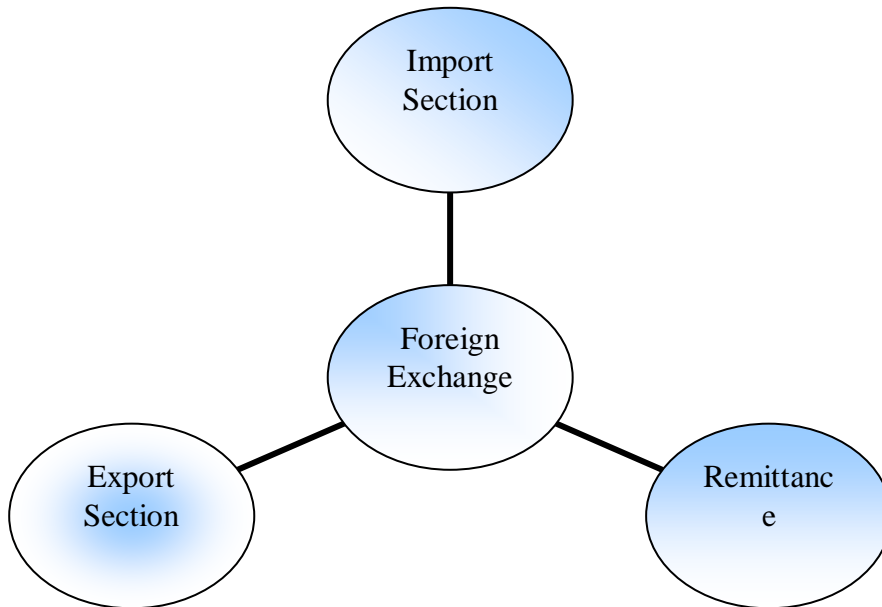 Import
Section
Foreign
Exchange
Export
Section
Remittanc
e